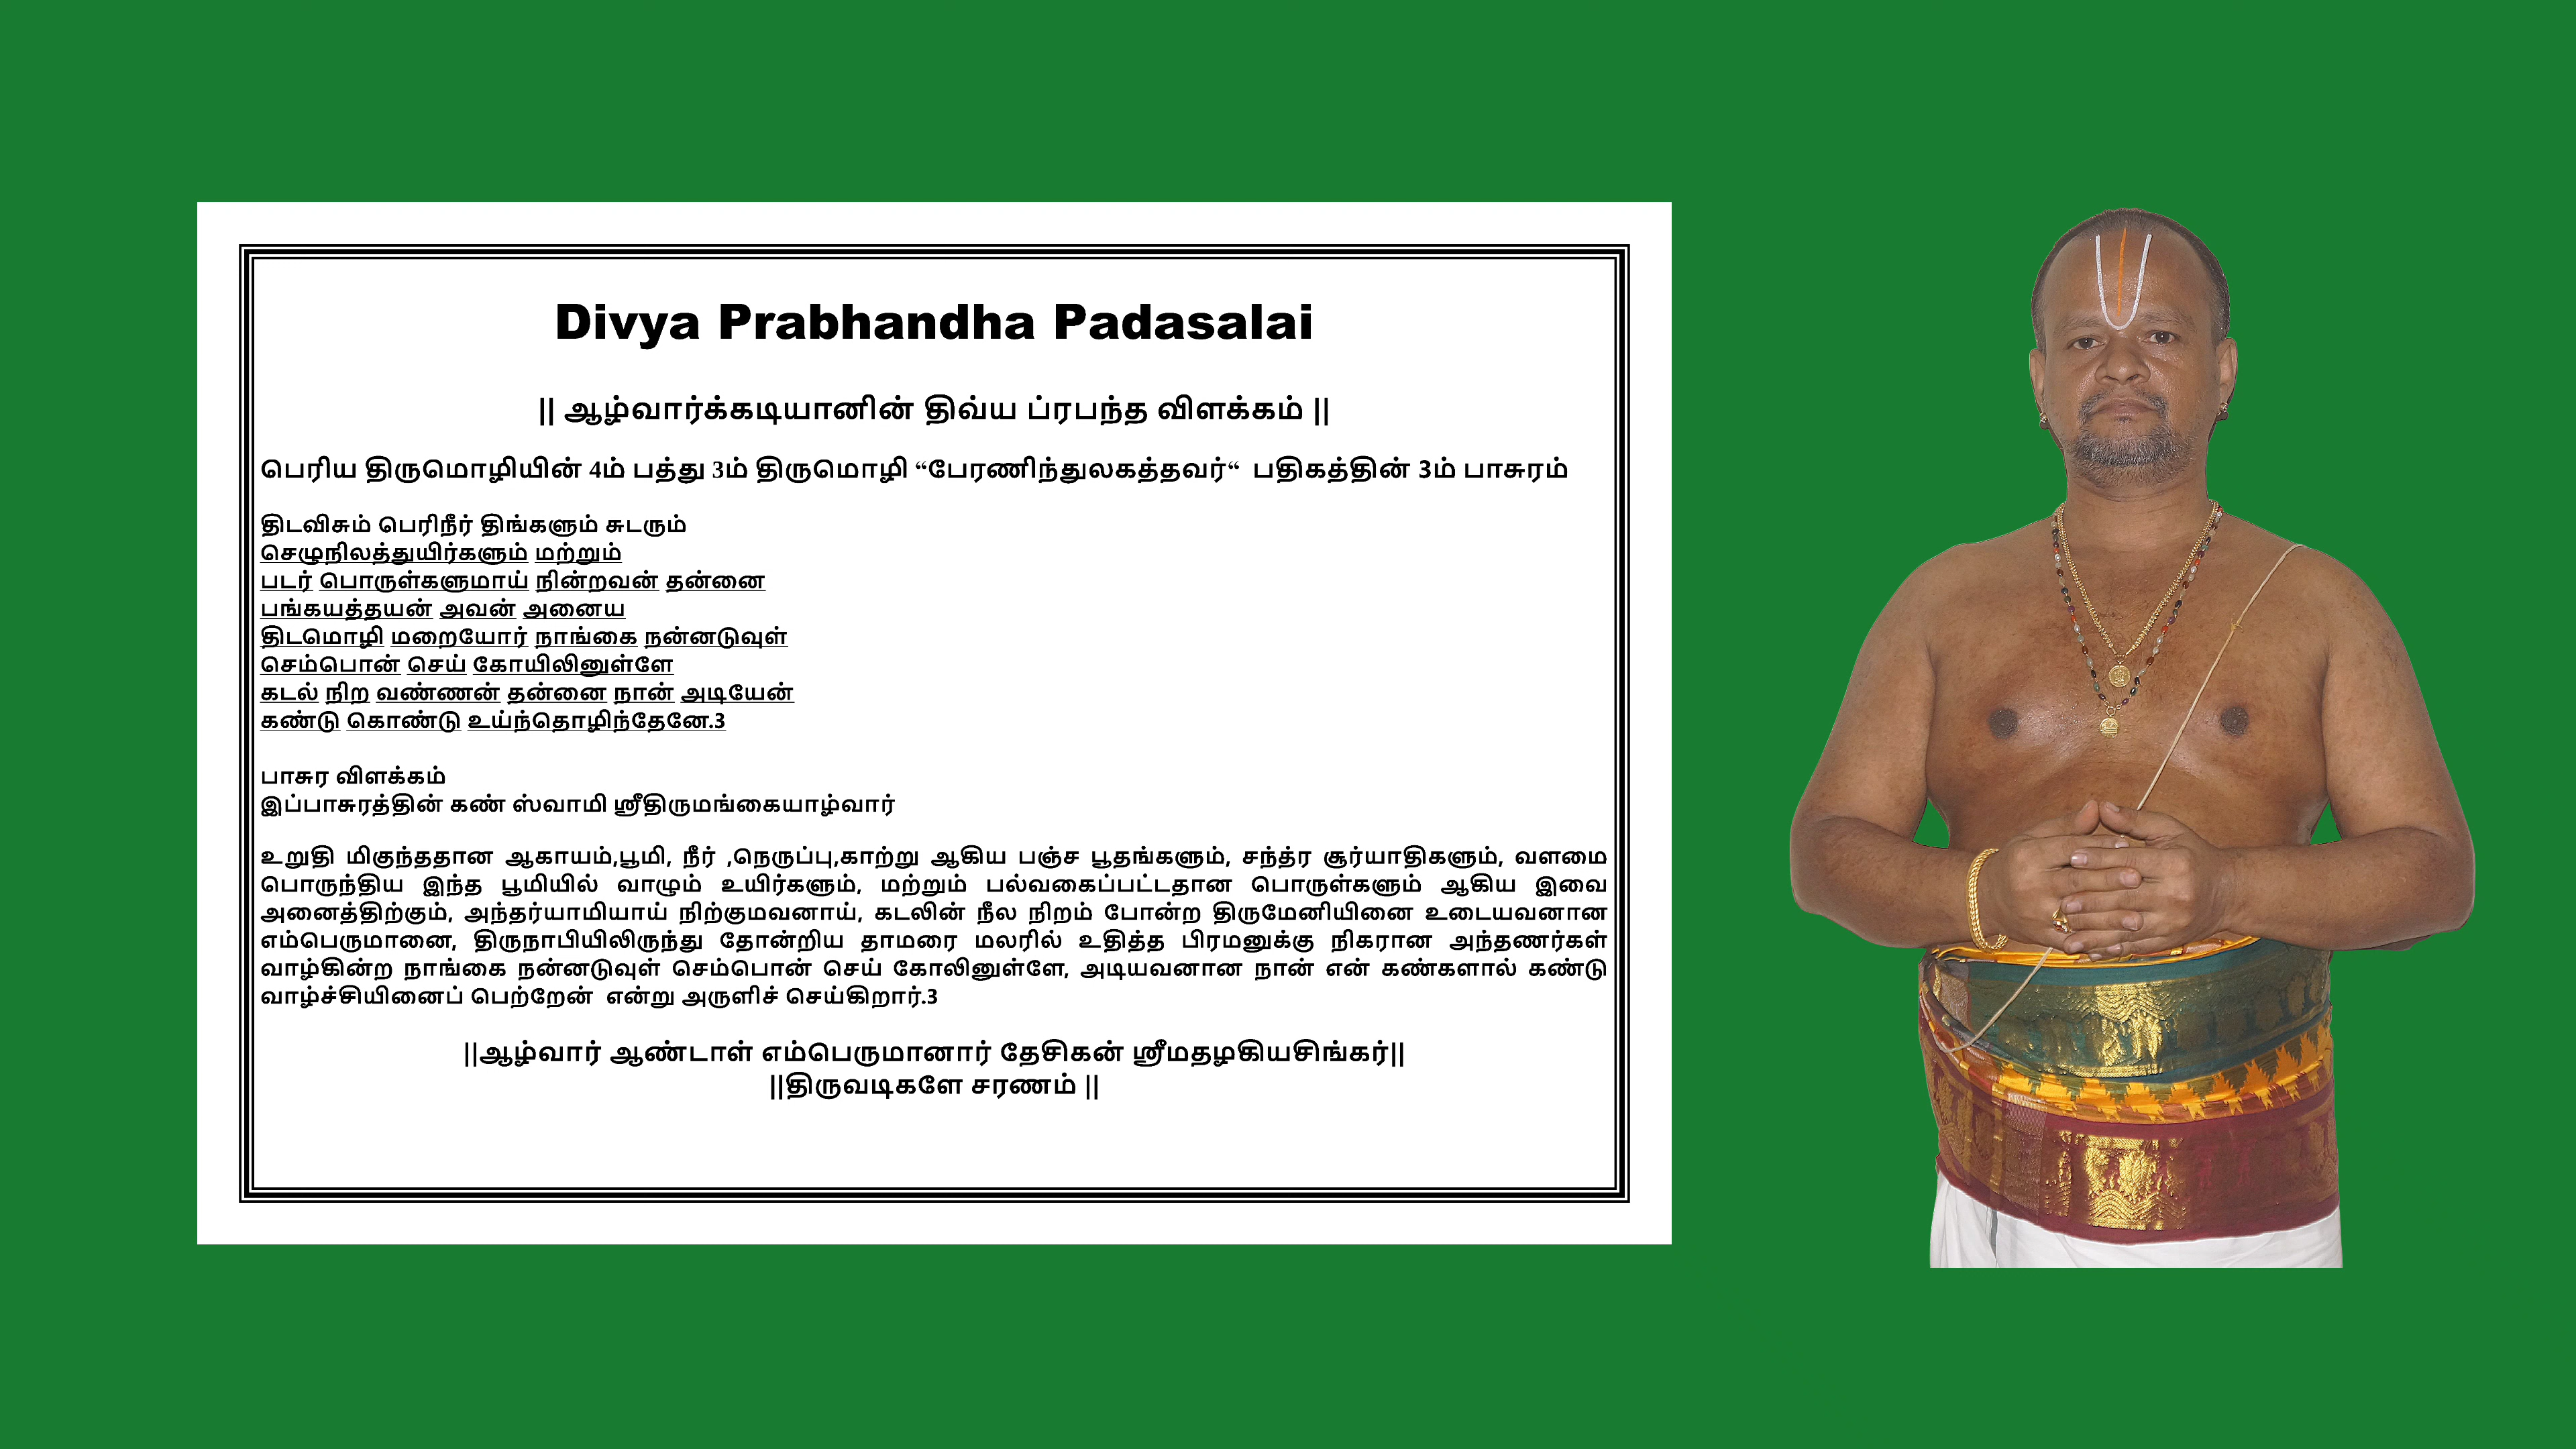 Divya Prabhandha Padasalai
|| ஆழ்வார்க்கடியானின் திவ்ய ப்ரபந்த விளக்கம் ||
பெரிய திருமொழியின் 4ம் பத்து 3ம் திருமொழி “பேரணிந்துலகத்தவர்“ பதிகத்தின் 3ம் பாசுரம்
திடவிசும் பெரிநீர் திங்களும் சுடரும்
செழுநிலத்துயிர்களும் மற்றும்
படர் பொருள்களுமாய் நின்றவன் தன்னை
பங்கயத்தயன் அவன் அனைய
திடமொழி மறையோர் நாங்கை நன்னடுவுள்
செம்பொன் செய் கோயிலினுள்ளே
கடல் நிற வண்ணன் தன்னை நான் அடியேன்
கண்டு கொண்டு உய்ந்தொழிந்தேனே.3
பாசுர விளக்கம்
இப்பாசுரத்தின் கண் ஸ்வாமி ஸ்ரீதிருமங்கையாழ்வார்
உறுதி மிகுந்ததான ஆகாயம்,பூமி, நீர் ,நெருப்பு,காற்று ஆகிய பஞ்ச பூதங்களும், சந்த்ர சூர்யாதிகளும், வளமை
பொருந்திய இந்த பூமியில் வாழும் உயிர்களும், மற்றும் பல்வகைப்பட்டதான பொருள்களும் ஆகிய இவை
அனைத்திற்கும், அந்தர்யாமியாய் நிற்குமவனாய், கடலின் நீல நிறம் போன்ற திருமேனியினை உடையவனான
எம்பெருமானை, திருநாபியிலிருந்து தோன்றிய தாமரை மலரில் உதித்த பிரமனுக்கு நிகரான அந்தணர்கள்
வாழ்கின்ற நாங்கை நன்னடுவுள் செம்பொன் செய் கோலினுள்ளே, அடியவனான நான் என் கண்களால் கண்டு
வாழ்ச்சியினைப் பெற்றேன் என்று அருளிச் செய்கிறார்.3
||ஆழ்வார் ஆண்டாள் எம்பெருமானார் தேசிகன் ஸ்ரீமதழகியசிங்கர்||
||திருவடிகளே சரணம் ||